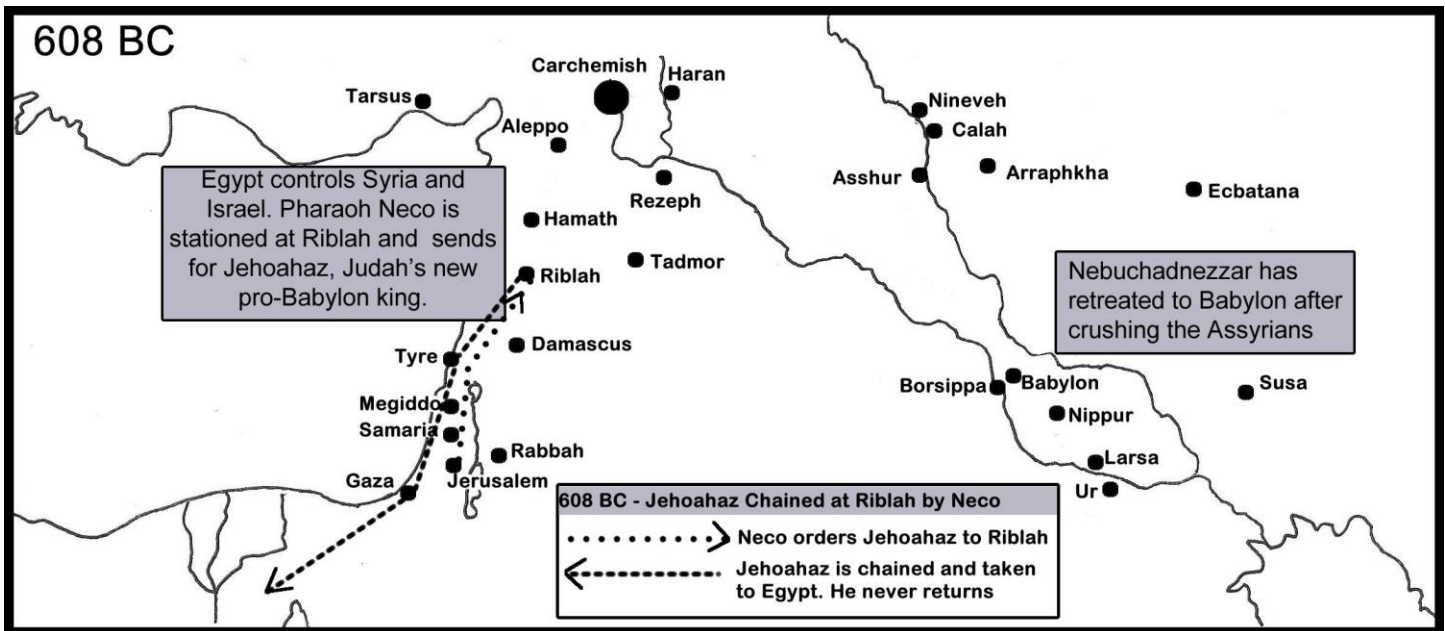 608 BC
Carchemish
Haran
Tarsus
Nineveh
Aleppo
Calah
Egypt controls Syria and
Israel. Pharaoh Neco is
stationed at Riblah and sends
for Jehoahaz, Judah's new
pro-Babylon king.
Asshur
Arraphkha
Ecbatana
Rezeph
Hamath
Tadmor
Riblah
Nebuchadnezzar has
retreated to Babylon after
crushing the Assyrians
Tyre
Damascus
Borsippa
Babylon
Susa
Megiddo
Nippur
Samaria
Rabbah
Larsa
Gaza
Jerusalem
Ur
608 BC - Jehoahaz Chained at Riblah by Neco
Neco orders Jehoahaz to Riblah
Jehoahaz is chained and taken
to Egypt. He never returns